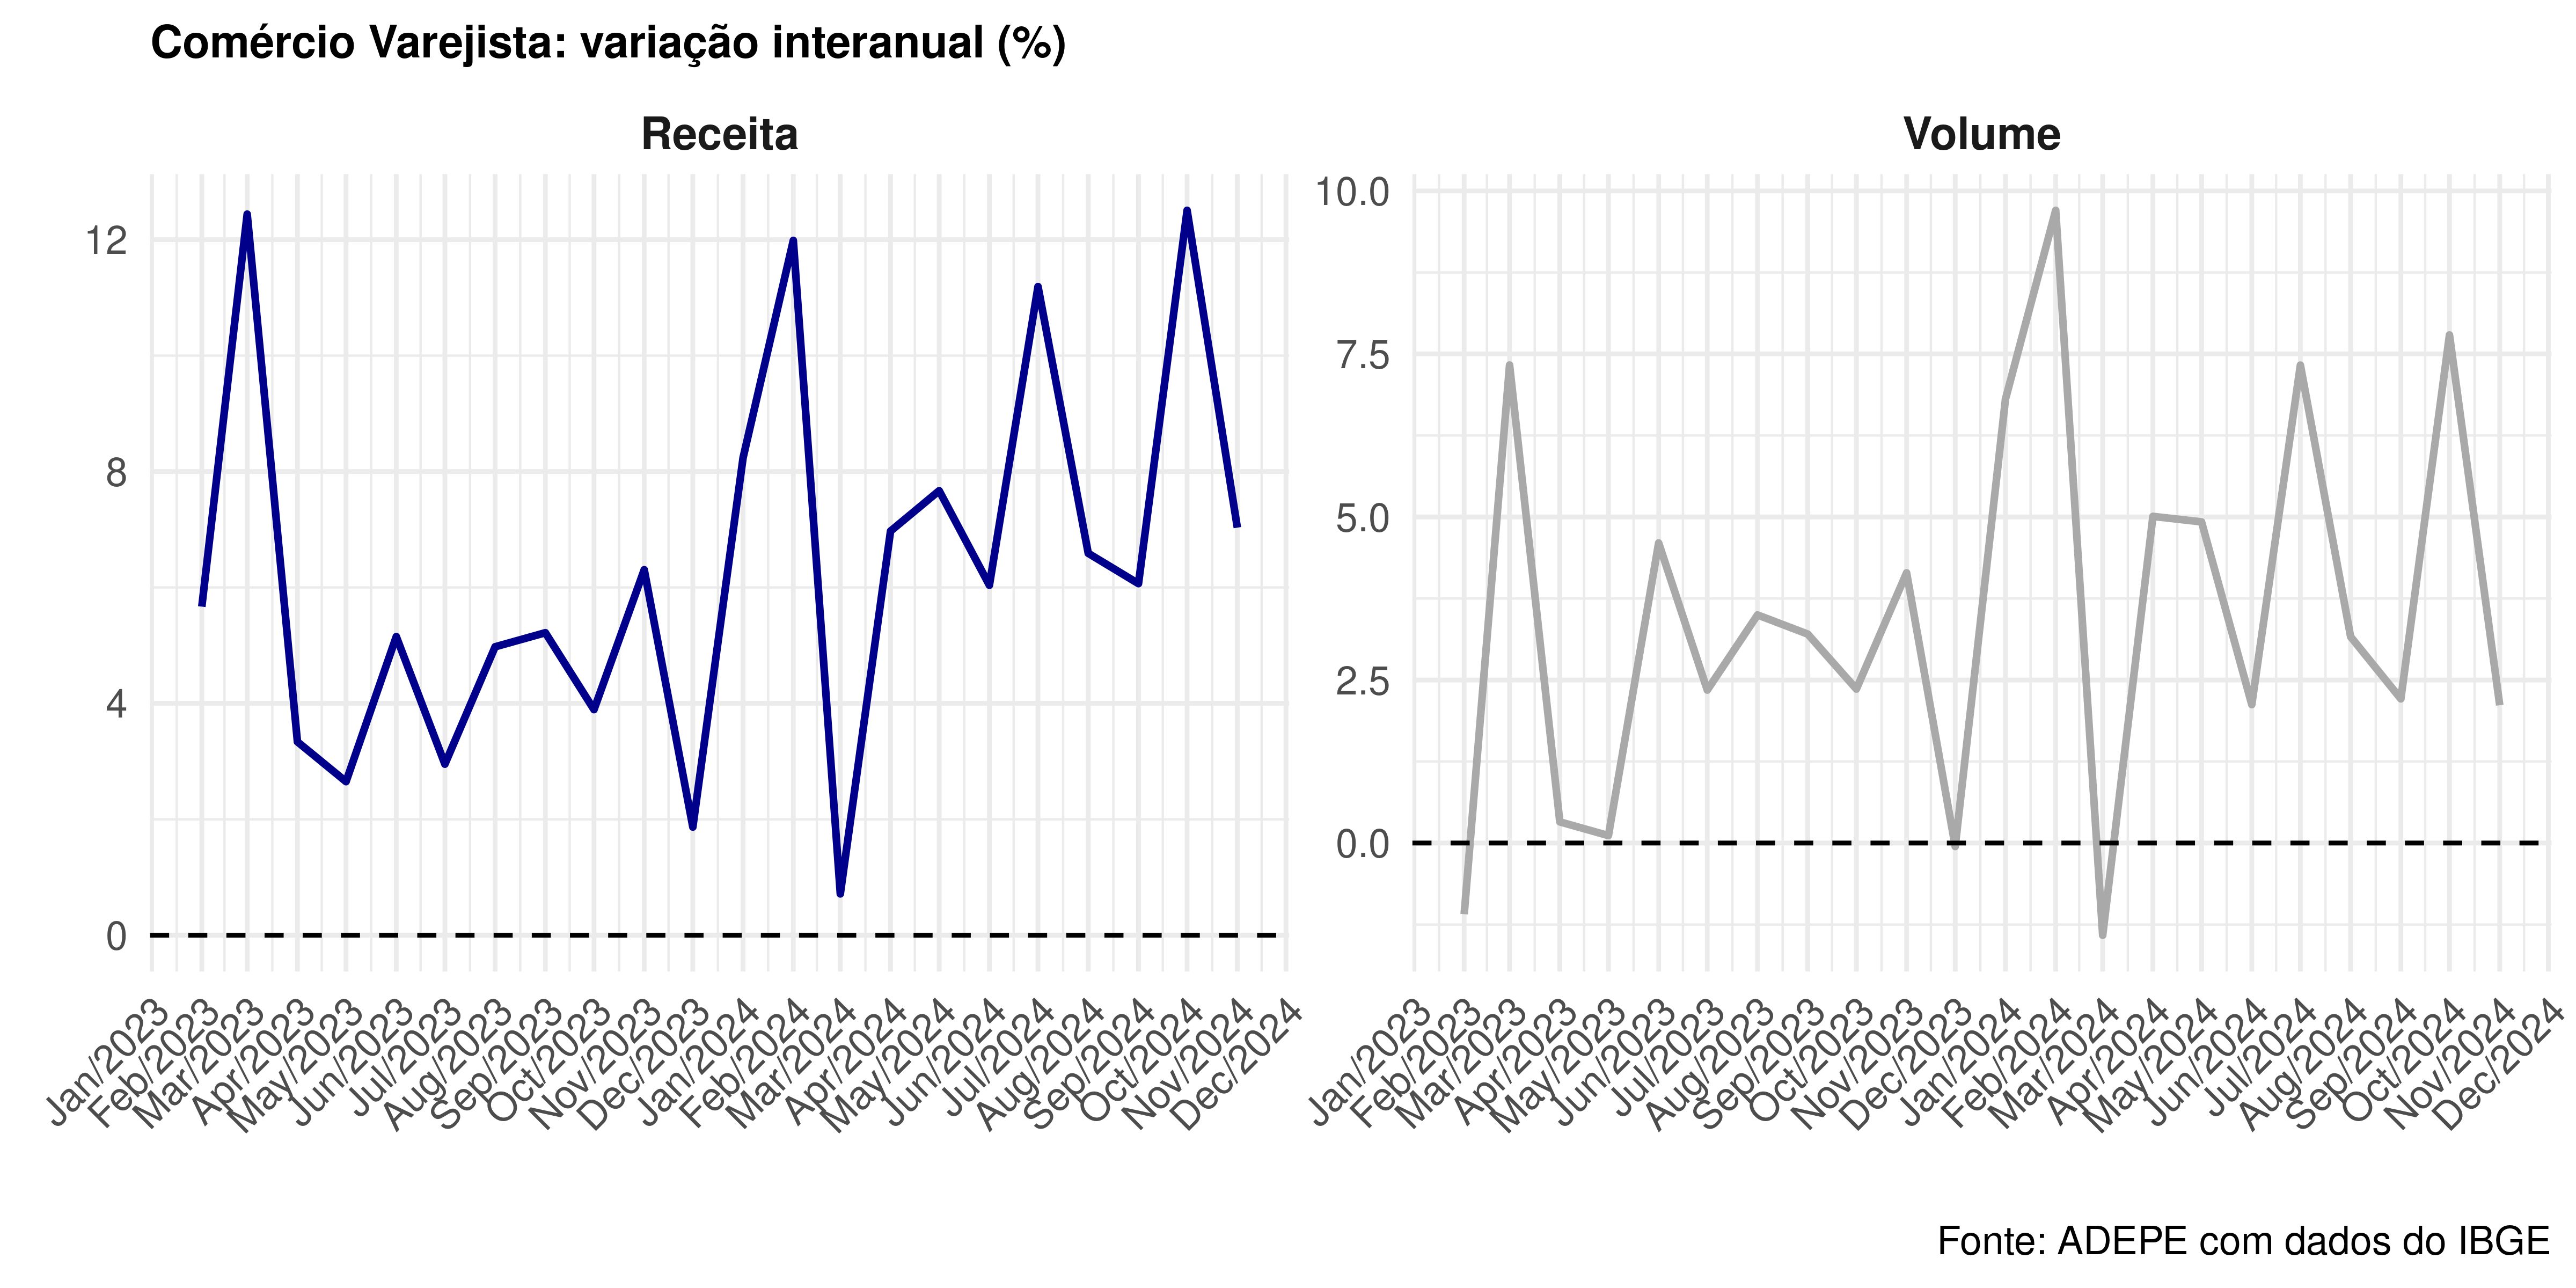 Comércio Varejista: variação interanual (%)
Receita
12
8
4
0
Jan/2023
Feb/2023
Mar/2023
Apr/2023
May/2023
Jun/2023
Jul/2023
Aug/2023
Sep/2023
Oct/2023
Nov/2023
Dec/2023
Jan/2024
Feb/2024
Mar/2024
Apr/2024
May/2024
Jun/2024
Jul/2024
Aug/2024
Sep/2024
Oct/2024
Nov/2024
Dec/2024
Volume
10.0
7.5
5.0
2.5
0.0
Jan/2023
Feb/2023
Mar/2023
Apr/2023
May/2023
Jun/2023
Jul/2023
Aug/2023
Sep/2023
Oct/2023
Nov/2023
Dec/2023
Jan/2024
Feb/2024
Mar/2024
Apr/2024
May/2024
Jun/2024
Jul/2024
Aug/2024
Sep/2024
Oct/2024
Nov/2024
Dec/2024
Fonte: ADEPE com dados do IBGE